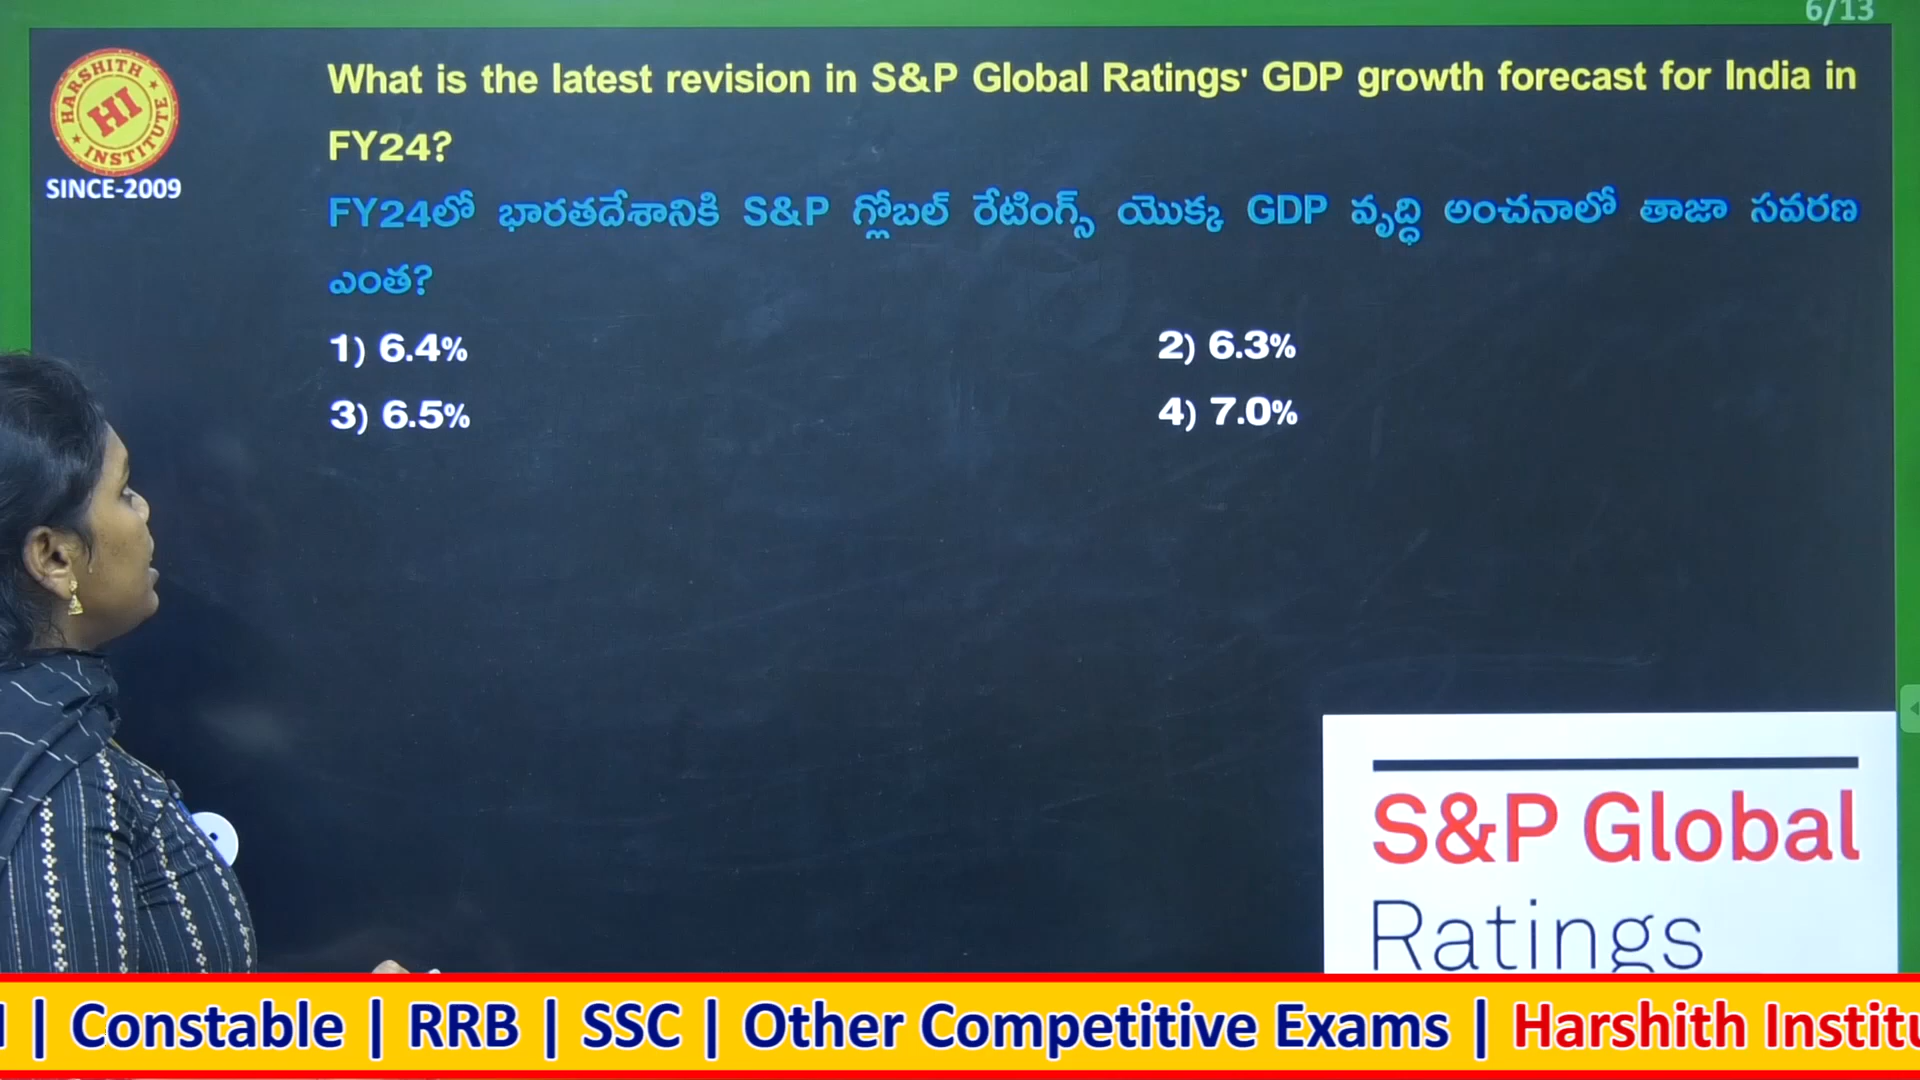 6/13
HARSHITH
HI
INSTITUTE
SINCE-2009
What is the latest revision in S&P Global Ratings' GDP growth forecast for India in
FY24?
FY24లో భారతదేశానికి S&P గ్లోబల్ రేటింగ్స్ యొక్క GDP వృద్ధి అంచనాలో తాజా సవరణ
ఎంత?
1) 6.4%
2) 6.3%
3) 6.5%
4) 7.0%
S&P Global
Ratings
| Constable | RRB | SSC | Other Competitive Exams | Harshith Institu